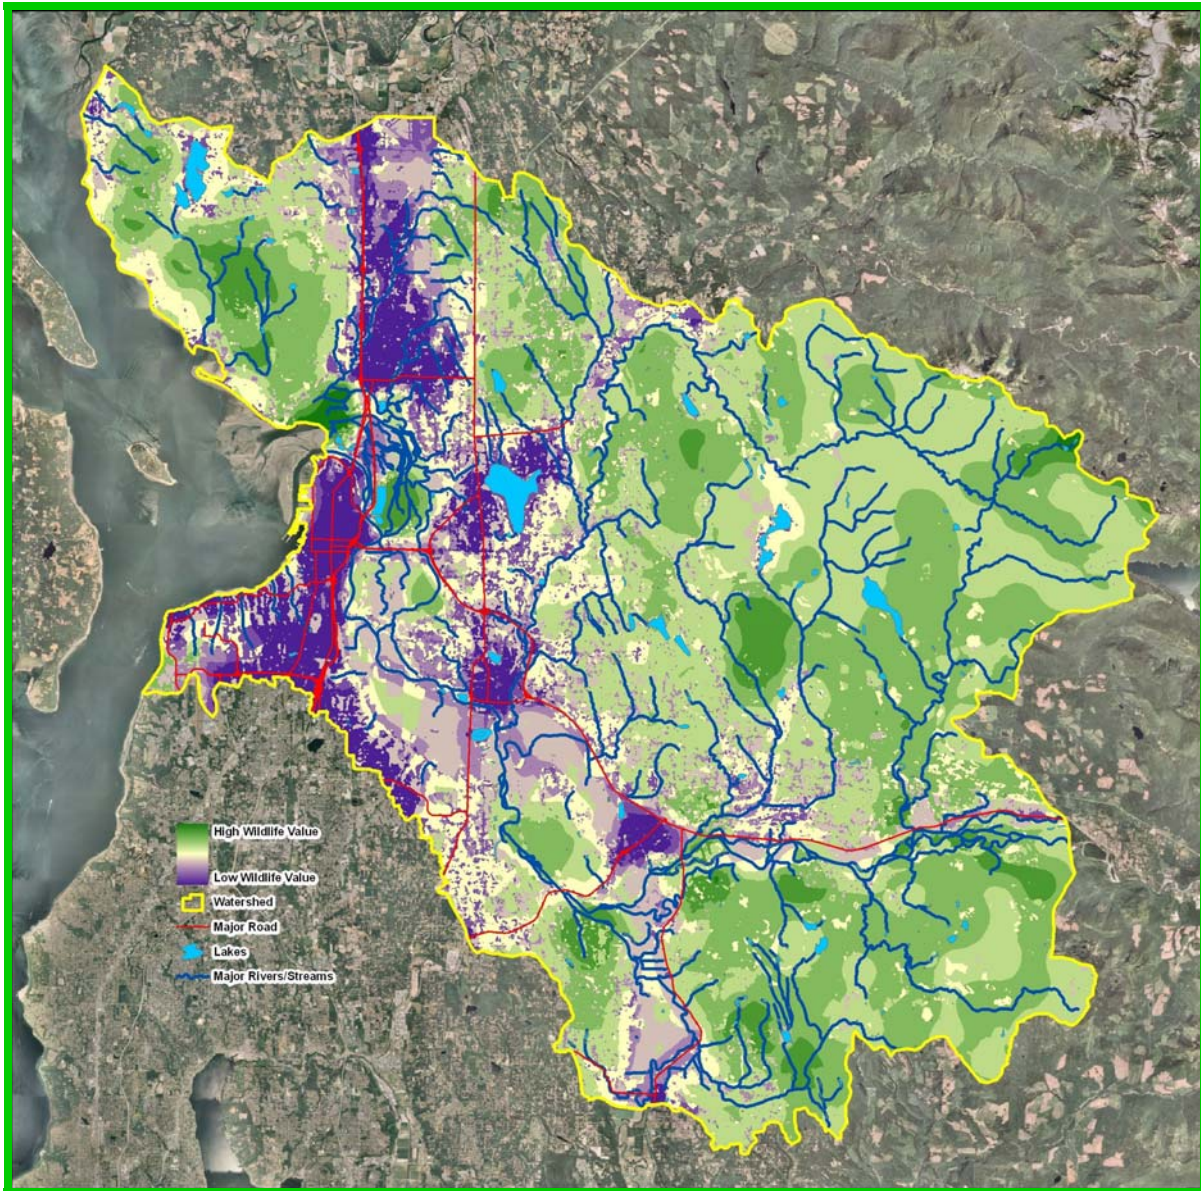 High Wildlife Value
Low Wildlife Value
Watershed
Major Road
Lakes
Major Rivers/Streams